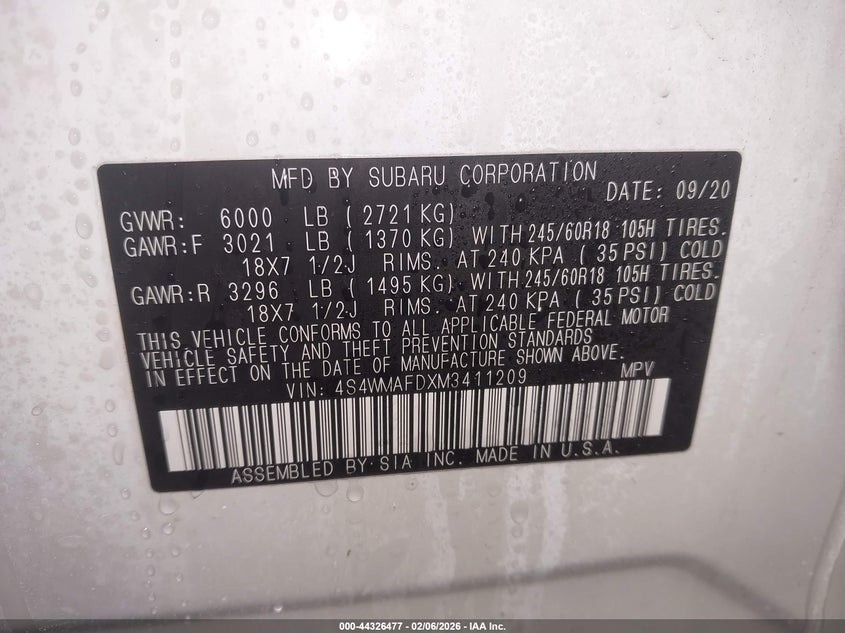 MFD BY SUBARU CORPORATION
DATE: 09/20
GVWR: 6000 LB ( 2721 KG)
GAWR:F 3021 LB ( 1370 KG) WITH 245/60R18 105H TIRES.
18X7 1/2J RIMS. AT 240 KPA ( 35 PSI) COLD
GAWR:R 3296 LB ( 1495 KG) WITH 245/60R18 105H TIRES.
18X7 1/2J RIMS. AT 240 KPA ( 35 PSI) COLD
THIS VEHICLE CONFORMS TO ALL APPLICABLE FEDERAL MOTOR
VEHICLE SAFETY AND THEFT PREVENTION STANDARDS
IN EFFECT ON THE DATE OF MANUFACTURE SHOWN ABOVE.
VIN: 4S4WMAFDXM3411209 MPV
ASSEMBLED BY SIA INC. MADE IN U.S.A.
000-44326477 - 02/06/2026 - IAA Inc.